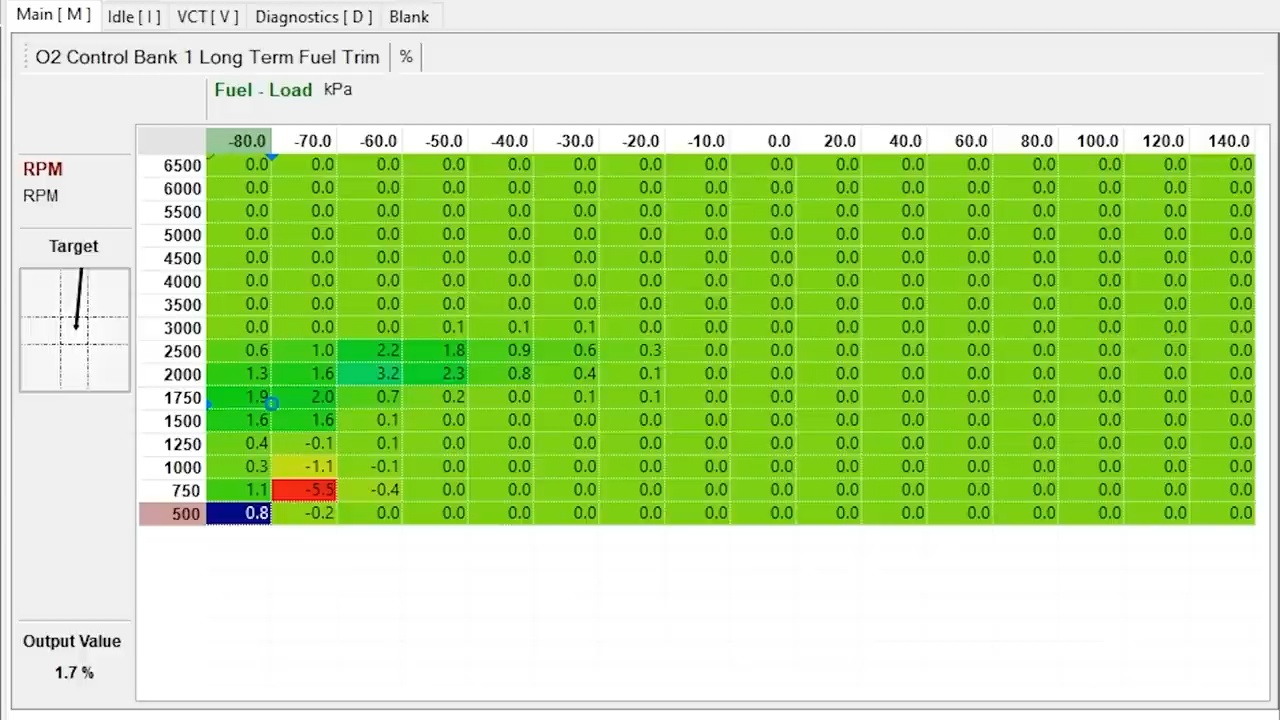 Main [ M ] Idle [ I ] VCT [ V ] Diagnostics [ D ] Blank
O2 Control Bank 1 Long Term Fuel Trim %
Fuel - Load kPa
-80.0 -70.0 -60.0 -50.0 -40.0 -30.0 -20.0 -10.0 0.0 20.0 40.0 60.0 80.0 100.0 120.0 140.0
RPM
RPM
Target
6500 0.0 0.0 0.0 0.0 0.0 0.0 0.0 0.0 0.0 0.0 0.0 0.0 0.0 0.0 0.0 0.0
6000 0.0 0.0 0.0 0.0 0.0 0.0 0.0 0.0 0.0 0.0 0.0 0.0 0.0 0.0 0.0 0.0
5500 0.0 0.0 0.0 0.0 0.0 0.0 0.0 0.0 0.0 0.0 0.0 0.0 0.0 0.0 0.0 0.0
5000 0.0 0.0 0.0 0.0 0.0 0.0 0.0 0.0 0.0 0.0 0.0 0.0 0.0 0.0 0.0 0.0
4500 0.0 0.0 0.0 0.0 0.0 0.0 0.0 0.0 0.0 0.0 0.0 0.0 0.0 0.0 0.0 0.0
4000 0.0 0.0 0.0 0.0 0.0 0.0 0.0 0.0 0.0 0.0 0.0 0.0 0.0 0.0 0.0 0.0
3500 0.0 0.0 0.0 0.0 0.0 0.0 0.0 0.0 0.0 0.0 0.0 0.0 0.0 0.0 0.0 0.0
3000 0.0 0.0 0.0 0.1 0.1 0.1 0.0 0.0 0.0 0.0 0.0 0.0 0.0 0.0 0.0 0.0
2500 0.6 1.0 2.2 1.8 0.9 0.6 0.3 0.0 0.0 0.0 0.0 0.0 0.0 0.0 0.0 0.0
2000 1.3 1.6 3.2 2.3 0.8 0.4 0.1 0.0 0.0 0.0 0.0 0.0 0.0 0.0 0.0 0.0
1750 1.9 2.0 0.7 0.2 0.0 0.1 0.1 0.0 0.0 0.0 0.0 0.0 0.0 0.0 0.0 0.0
1500 1.6 1.6 0.1 0.0 0.0 0.0 0.0 0.0 0.0 0.0 0.0 0.0 0.0 0.0 0.0 0.0
1250 0.4 -0.1 0.1 0.0 0.0 0.0 0.0 0.0 0.0 0.0 0.0 0.0 0.0 0.0 0.0 0.0
1000 0.3 -1.1 -0.1 0.0 0.0 0.0 0.0 0.0 0.0 0.0 0.0 0.0 0.0 0.0 0.0 0.0
750 1.1 -5.5 -0.4 0.0 0.0 0.0 0.0 0.0 0.0 0.0 0.0 0.0 0.0 0.0 0.0 0.0
500 0.8 -0.2 0.0 0.0 0.0 0.0 0.0 0.0 0.0 0.0 0.0 0.0 0.0 0.0 0.0 0.0
Output Value
1.7 %